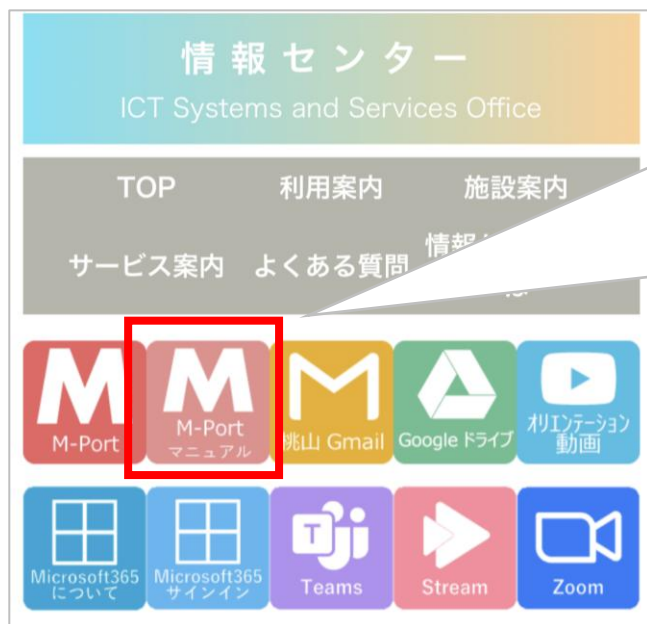 情報センター
ICT Systems and Services Office
TOP 利用案内 施設案内
サービス案内 よくある質問 情報
M-Port
M-Port
マニュアル
桃山 Gmail
Google ドライブ
オリエンテーション
動画
Microsoft365
について
Microsoft365
サインイン
Teams
Stream
Zoom